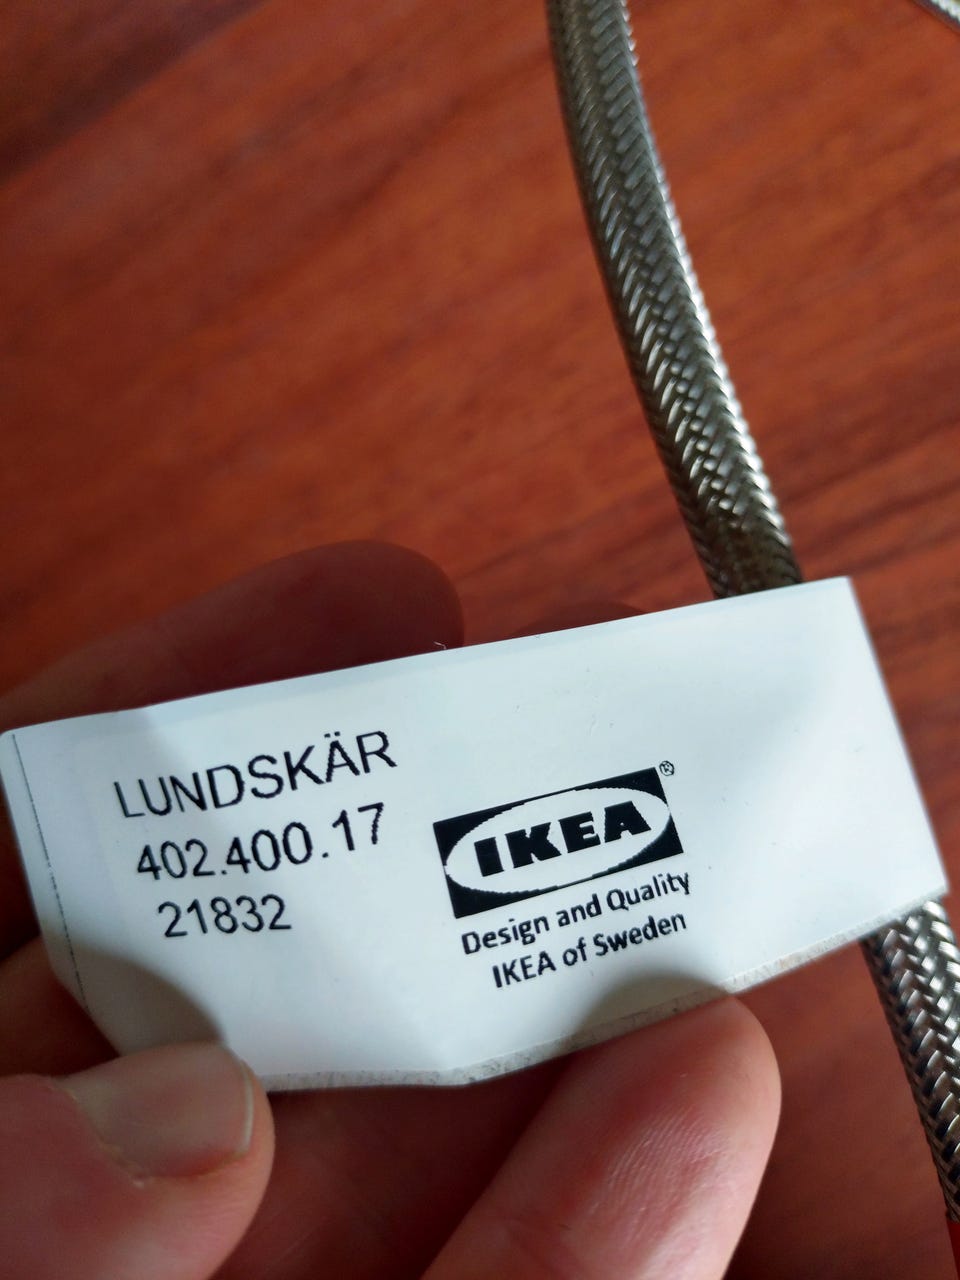 LUNDSKÄR
402.400.17
21832
IKEA®
Design and Quality
IKEA of Sweden